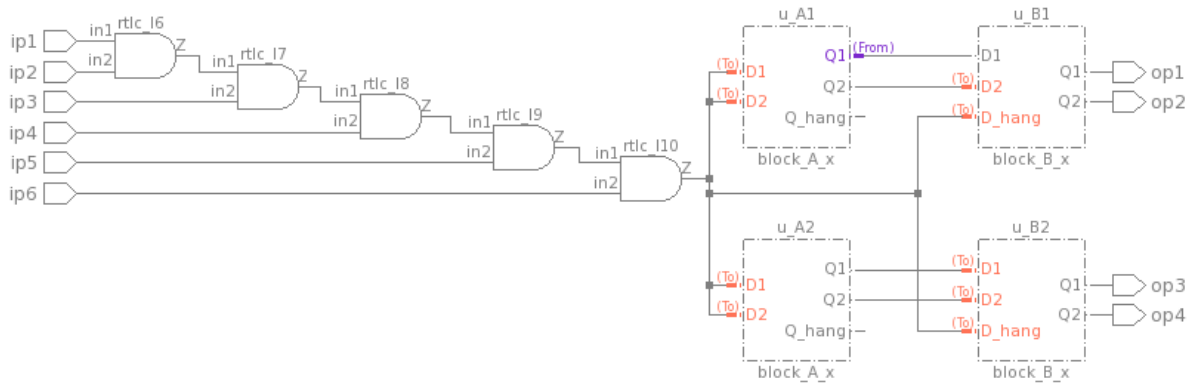 ip1
ip2
ip3
ip4
ip5
ip6
rtlc_I6
in1
in2
Z
rtlc_I7
in1
in2
Z
rtlc_I8
in1
in2
Z
rtlc_I9
in1
in2
Z
rtlc_I10
in1
in2
Z
u_A1
(To) D1
(To) D2
Q1 (From)
Q2
Q_hang
block_A_x
u_B1
D1
(To) D2
(To) D_hang
Q1
Q2
block_B_x
op1
op2
u_A2
(To) D1
(To) D2
Q1
Q2
Q_hang
block_A_x
u_B2
(To) D1
(To) D2
(To) D_hang
Q1
Q2
block_B_x
op3
op4